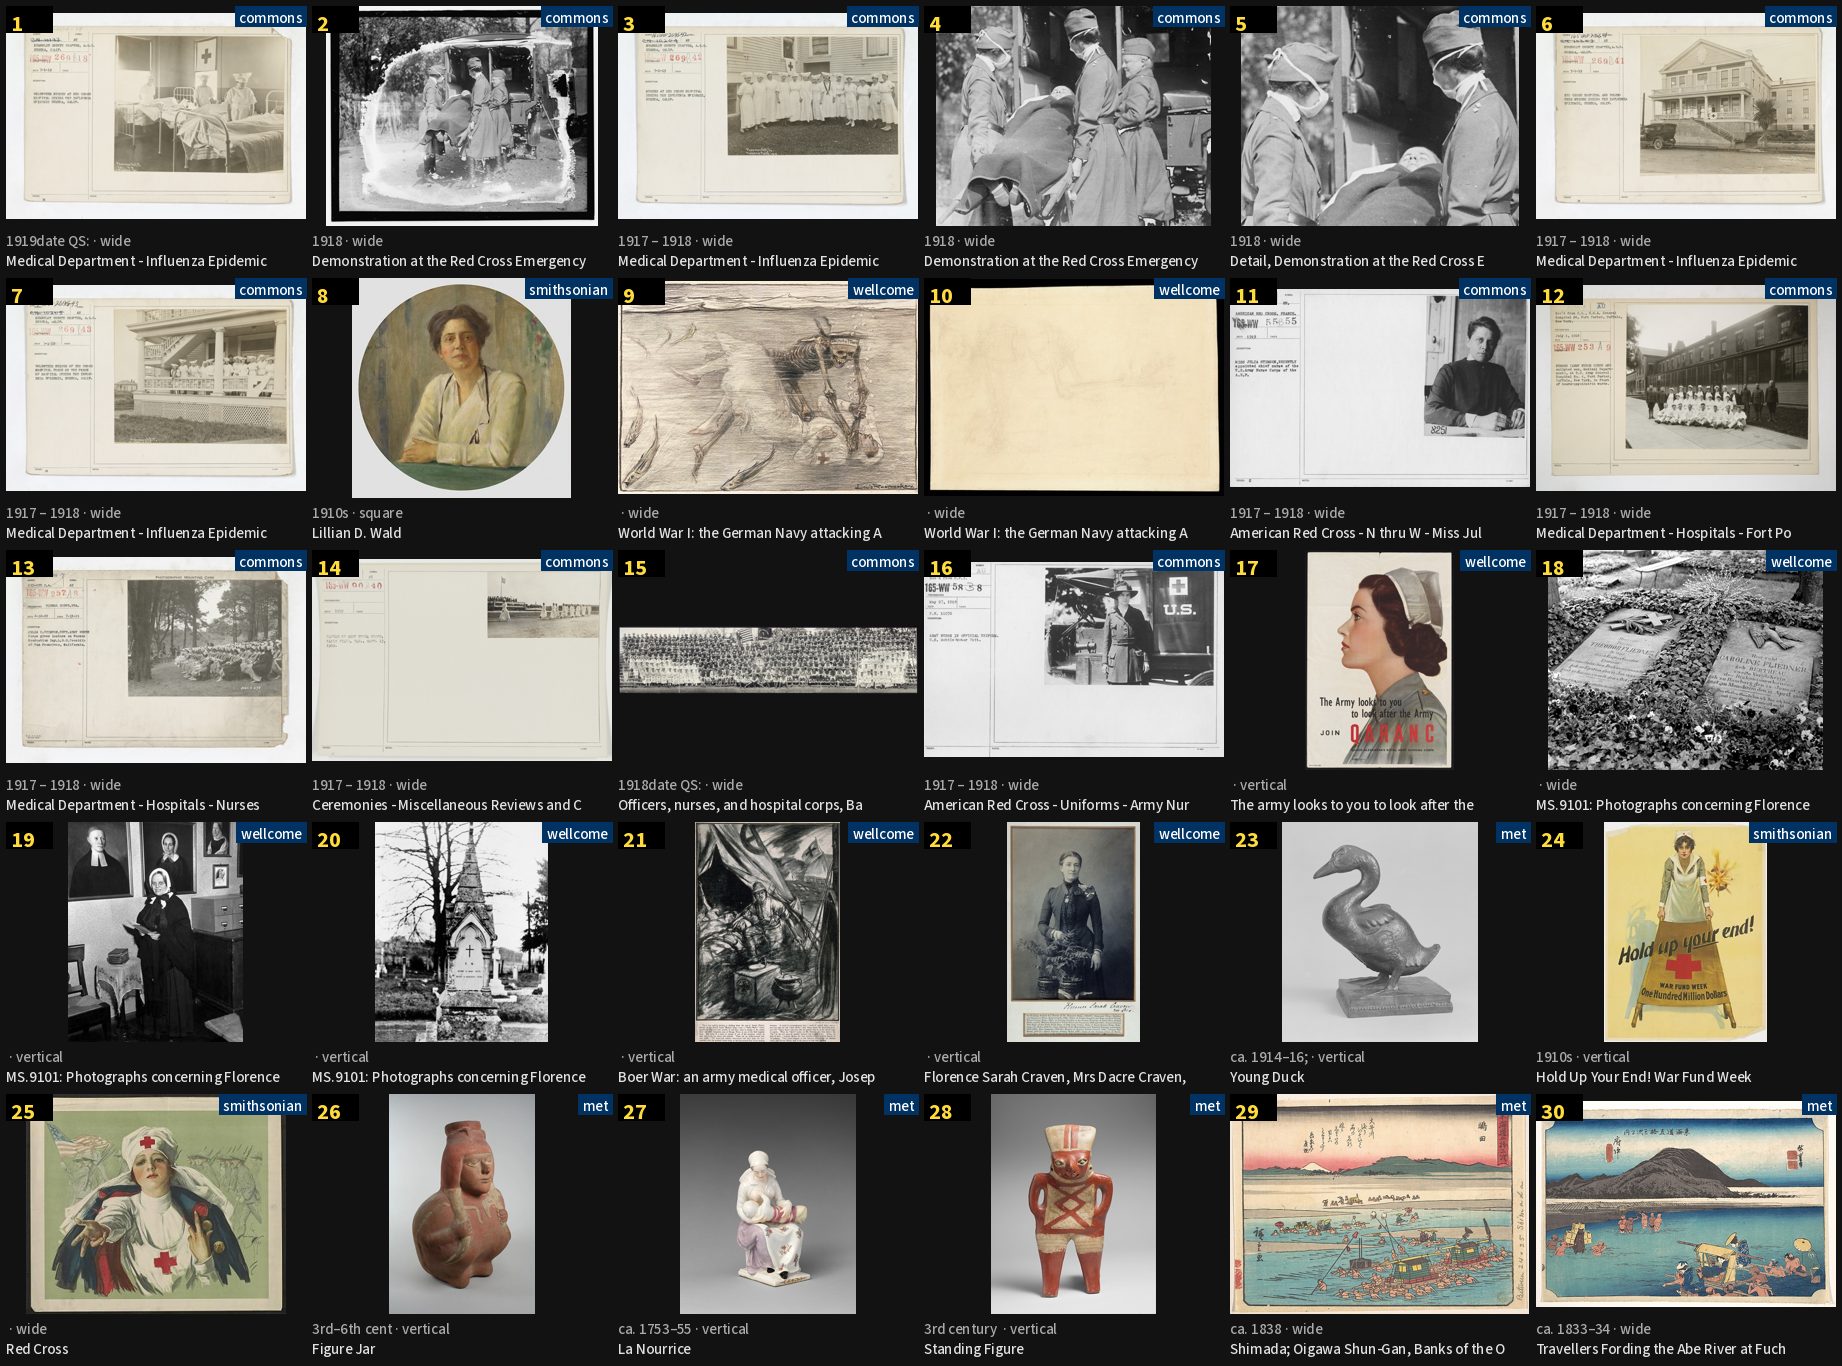 1
commons
1919date QS: · wide
Medical Department - Influenza Epidemic
2
commons
1918 · wide
Demonstration at the Red Cross Emergency
3
commons
1917 – 1918 · wide
Medical Department - Influenza Epidemic
4
commons
1918 · wide
Demonstration at the Red Cross Emergency
5
commons
1918 · wide
Detail, Demonstration at the Red Cross E
6
commons
1917 – 1918 · wide
Medical Department - Influenza Epidemic
7
commons
1917 – 1918 · wide
Medical Department - Influenza Epidemic
8
smithsonian
1910s · square
Lillian D. Wald
9
wellcome
· wide
World War I: the German Navy attacking A
10
wellcome
· wide
World War I: the German Navy attacking A
11
commons
8251
1917 – 1918 · wide
American Red Cross - N thru W - Miss Jul
12
commons
1917 – 1918 · wide
Medical Department - Hospitals - Fort Po
13
commons
1917 – 1918 · wide
Medical Department - Hospitals - Nurses
14
commons
1917 – 1918 · wide
Ceremonies - Miscellaneous Reviews and C
15
commons
1918date QS: · wide
Officers, nurses, and hospital corps, Ba
16
commons
U.S.
1917 – 1918 · wide
American Red Cross - Uniforms - Army Nur
17
wellcome
The Army looks to you
to look after the Army
JOIN QARANC
· vertical
The army looks to you to look after the
18
wellcome
CAROLINE FLIEDNER
· wide
MS.9101: Photographs concerning Florence
19
wellcome
· vertical
MS.9101: Photographs concerning Florence
20
wellcome
· vertical
MS.9101: Photographs concerning Florence
21
wellcome
· vertical
Boer War: an army medical officer, Josep
22
wellcome
· vertical
Florence Sarah Craven, Mrs Dacre Craven,
23
met
ca. 1914–16; · vertical
Young Duck
24
smithsonian
Hold up your end!
WAR FUND WEEK
One Hundred Million Dollars
1910s · vertical
Hold Up Your End! War Fund Week
25
smithsonian
· wide
Red Cross
26
met
3rd–6th cent · vertical
Figure Jar
27
met
ca. 1753–55 · vertical
La Nourrice
28
met
3rd century · vertical
Standing Figure
29
met
ca. 1838 · wide
Shimada; Oigawa Shun-Gan, Banks of the O
30
met
ca. 1833–34 · wide
Travellers Fording the Abe River at Fuch